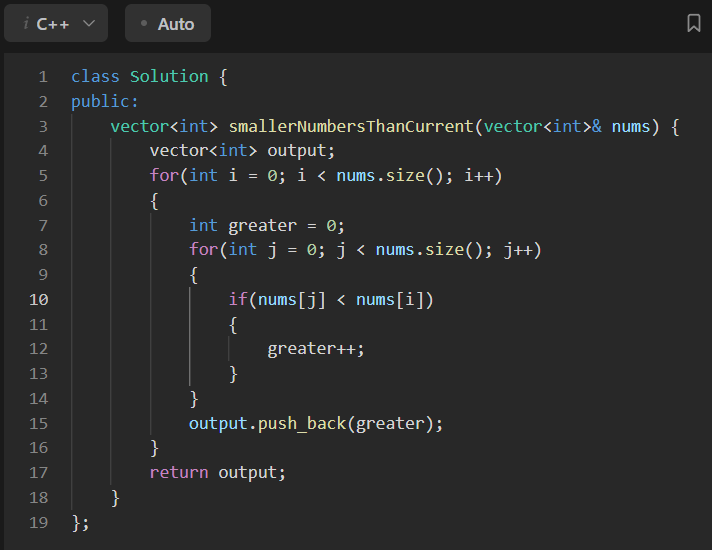 i C++ Auto
1 class Solution {
2 public:
3     vector<int> smallerNumbersThanCurrent(vector<int>& nums) {
4         vector<int> output;
5         for(int i = 0; i < nums.size(); i++)
6         {
7             int greater = 0;
8             for(int j = 0; j < nums.size(); j++)
9             {
10                 if(nums[j] < nums[i])
11                 {
12                     greater++;
13                 }
14             }
15             output.push_back(greater);
16         }
17         return output;
18     }
19 };